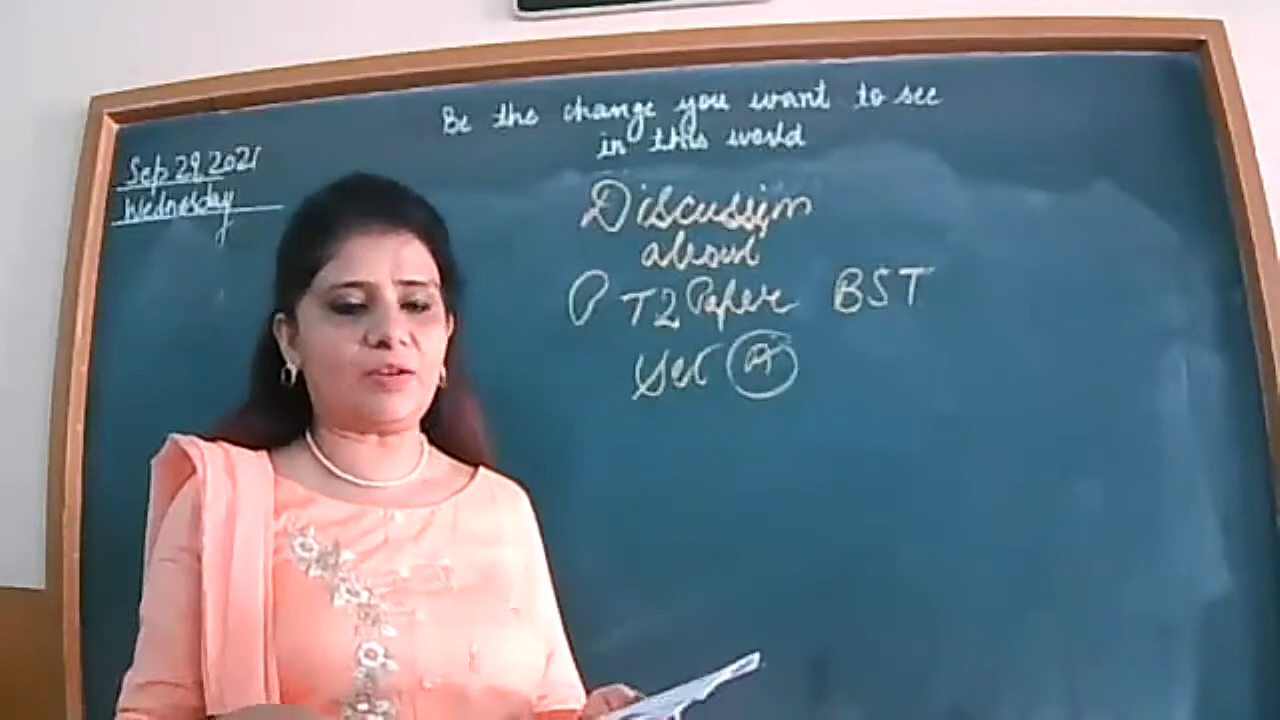 Be the change you want to see
in this world
Sep 29, 2021
Wednesday
Discussion
about
PT2 Paper BST
Set A